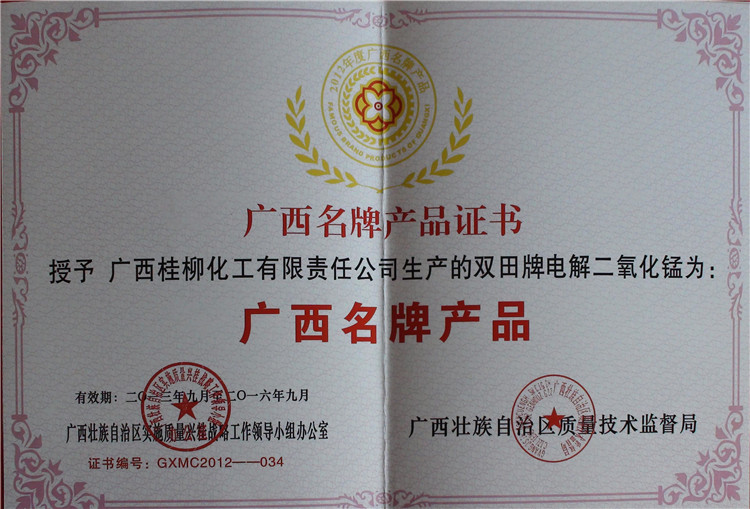 2012年度广西名牌产品
FAMOUS BRAND PRODUCTS OF GUANGXI
广西名牌产品证书
授予 广西桂柳化工有限责任公司生产的双田牌电解二氧化锰为：
广西名牌产品
有效期：二〇一三年九月至二〇一六年九月
广西壮族自治区实施质量兴桂战略工作领导小组办公室
广西壮族自治区质量技术监督局
证书编号：GXMC2012——034